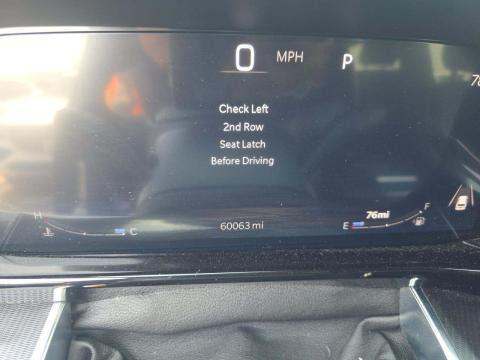 0 MPH P
Check Left
2nd Row
Seat Latch
Before Driving
H C
60063 mi
E 76mi F